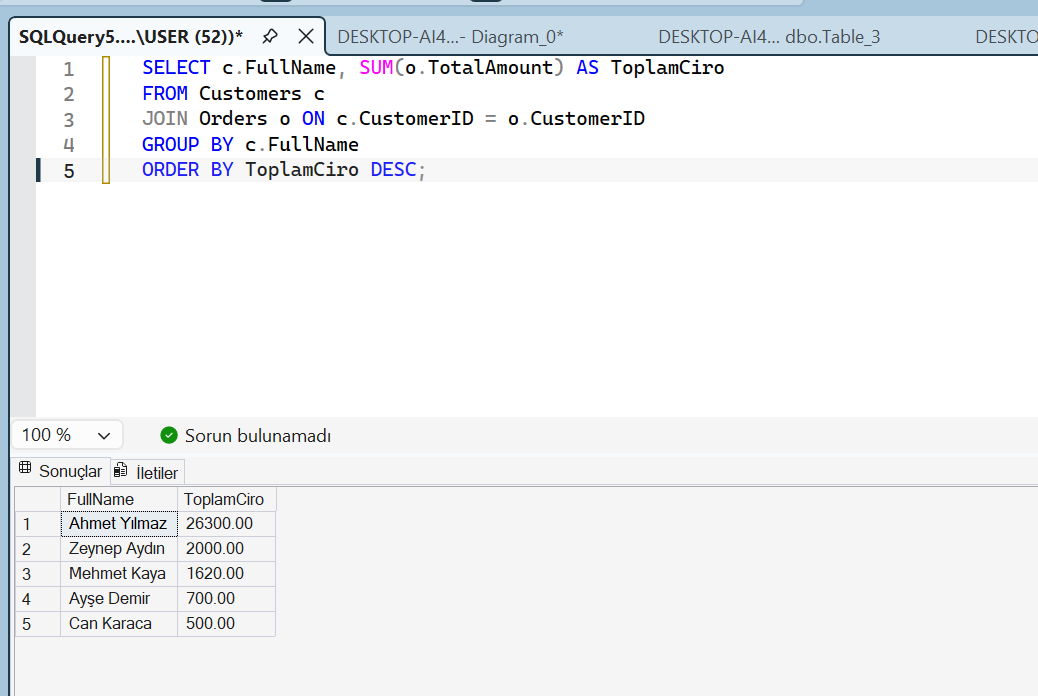 SQLQuery5....\USER (52))* DESKTOP-AI4...- Diagram_0* DESKTOP-AI4... dbo.Table_3 DESKTO
1 SELECT c.FullName, SUM(o.TotalAmount) AS ToplamCiro
2 FROM Customers c
3 JOIN Orders o ON c.CustomerID = o.CustomerID
4 GROUP BY c.FullName
5 ORDER BY ToplamCiro DESC;
100 % Sorun bulunamadı
Sonuçlar İletiler
FullName ToplamCiro
1 Ahmet Yılmaz 26300.00
2 Zeynep Aydın 2000.00
3 Mehmet Kaya 1620.00
4 Ayşe Demir 700.00
5 Can Karaca 500.00